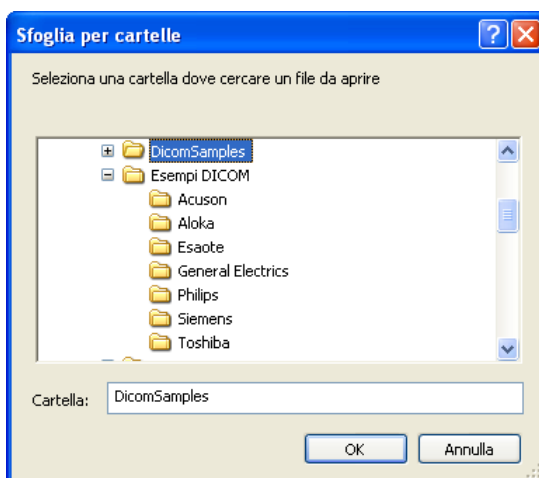 Sfoglia per cartelle
Seleziona una cartella dove cercare un file da aprire
DicomSamples
Esempi DICOM
Acuson
Aloka
Esaote
General Electrics
Philips
Siemens
Toshiba
Cartella: DicomSamples
OK Annulla